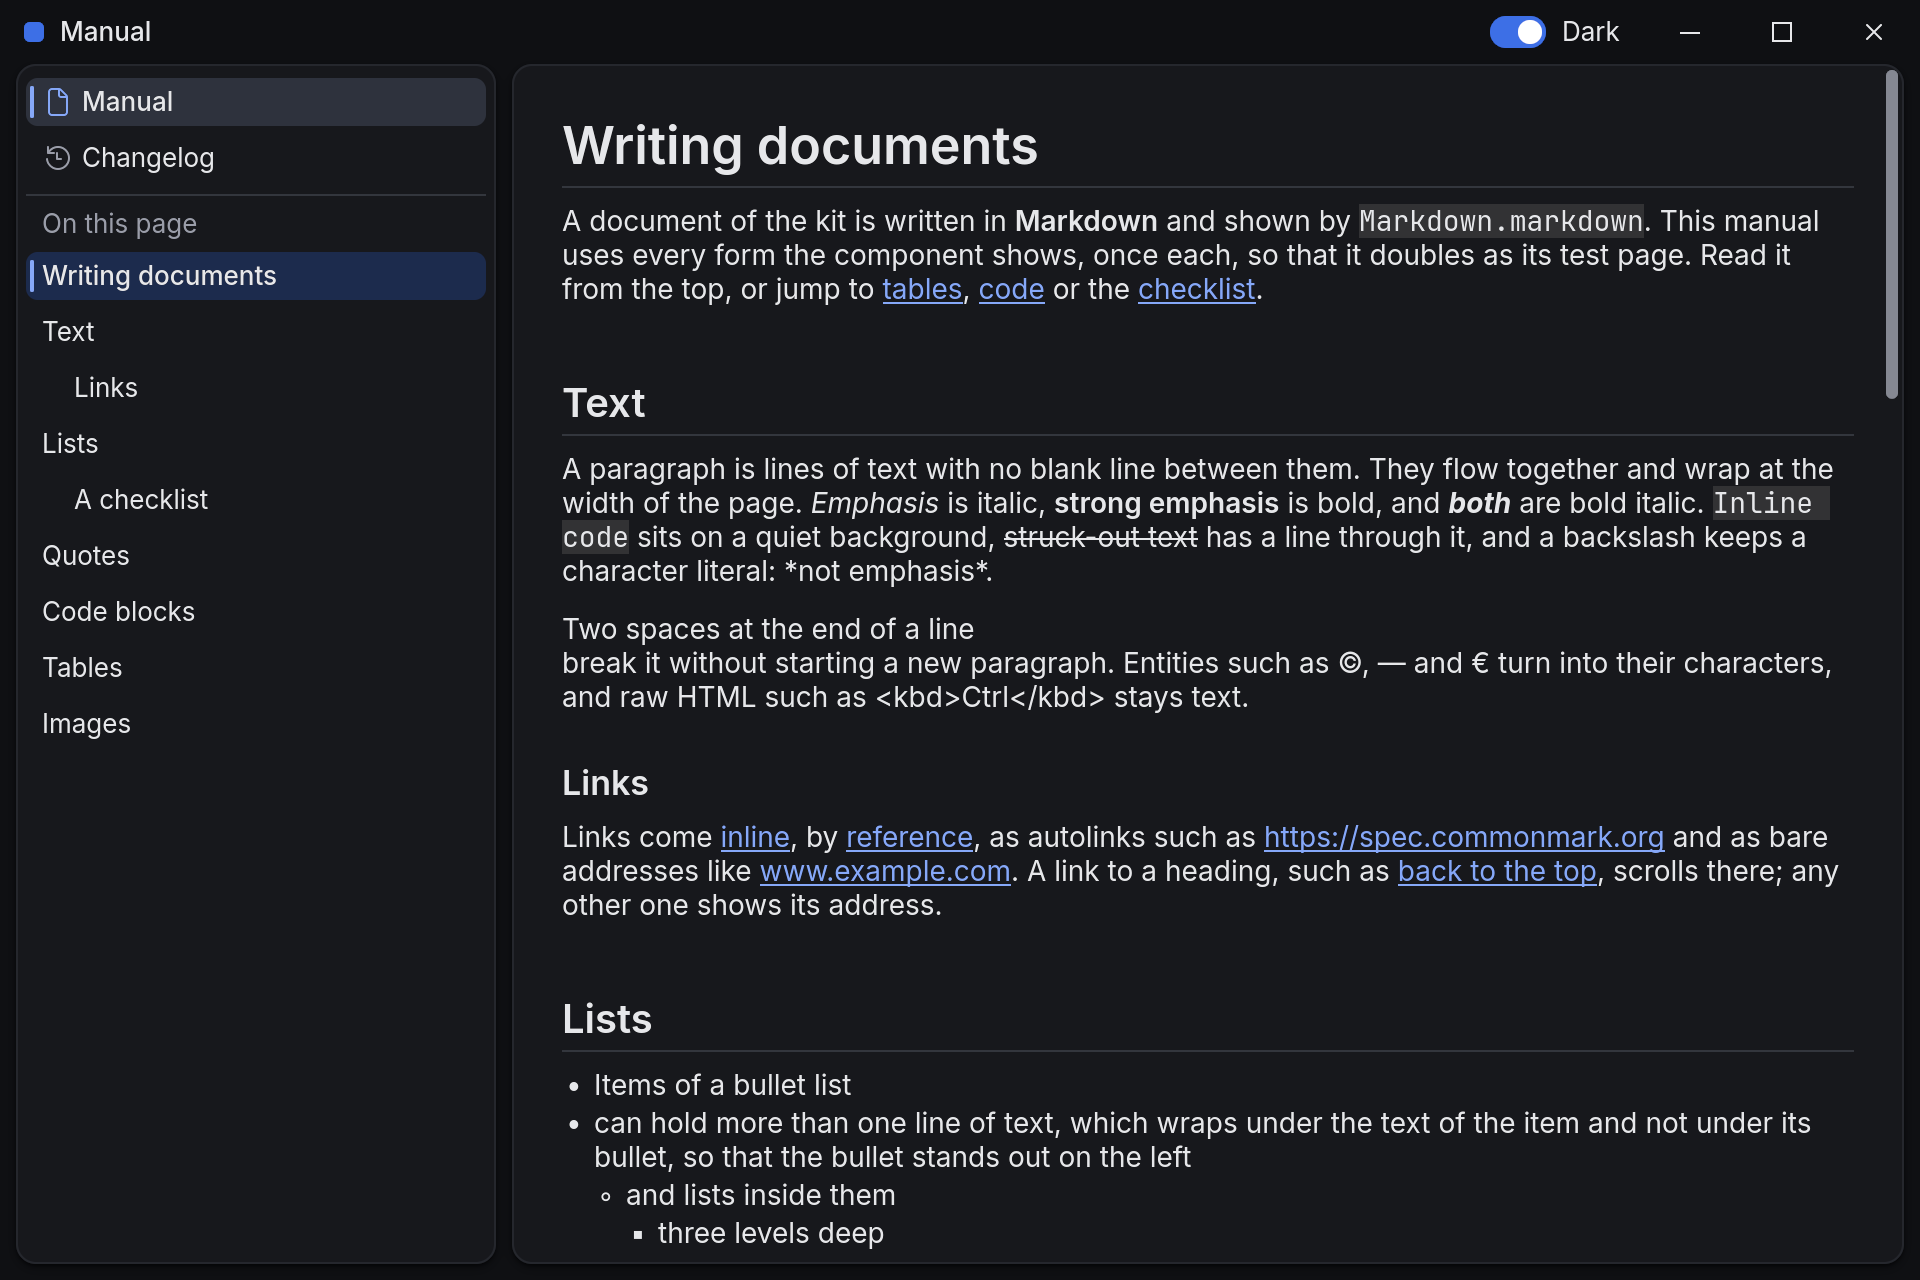 Manual
Dark
Manual
Changelog
On this page
Writing documents
Text
Links
Lists
A checklist
Quotes
Code blocks
Tables
Images
Writing documents
A document of the kit is written in Markdown and shown by Markdown.markdown. This manual
uses every form the component shows, once each, so that it doubles as its test page. Read it
from the top, or jump to tables, code or the checklist.
Text
A paragraph is lines of text with no blank line between them. They flow together and wrap at the
width of the page. Emphasis is italic, strong emphasis is bold, and both are bold italic. Inline
code sits on a quiet background, struck-out text has a line through it, and a backslash keeps a
character literal: *not emphasis*.
Two spaces at the end of a line
break it without starting a new paragraph. Entities such as ©, — and € turn into their characters,
and raw HTML such as <kbd>Ctrl</kbd> stays text.
Links
Links come inline, by reference, as autolinks such as https://spec.commonmark.org and as bare
addresses like www.example.com. A link to a heading, such as back to the top, scrolls there; any
other one shows its address.
Lists
• Items of a bullet list
• can hold more than one line of text, which wraps under the text of the item and not under its
bullet, so that the bullet stands out on the left
◦ and lists inside them
▪ three levels deep